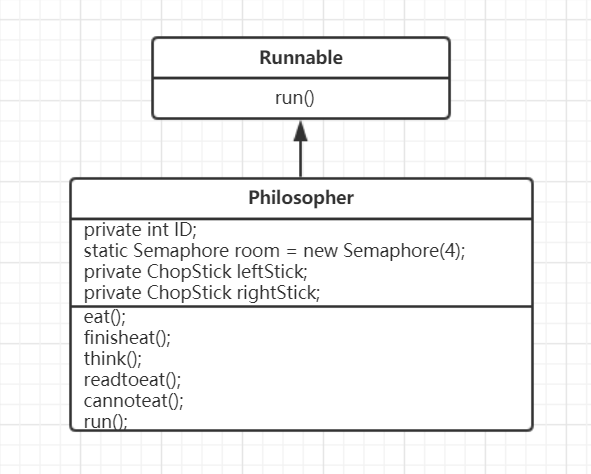 Runnable
run()
Philosopher
private int ID;
static Semaphore room = new Semaphore(4);
private ChopStick leftStick;
private ChopStick rightStick;
eat();
finisheat();
think();
readtoeat();
cannoteat();
run();